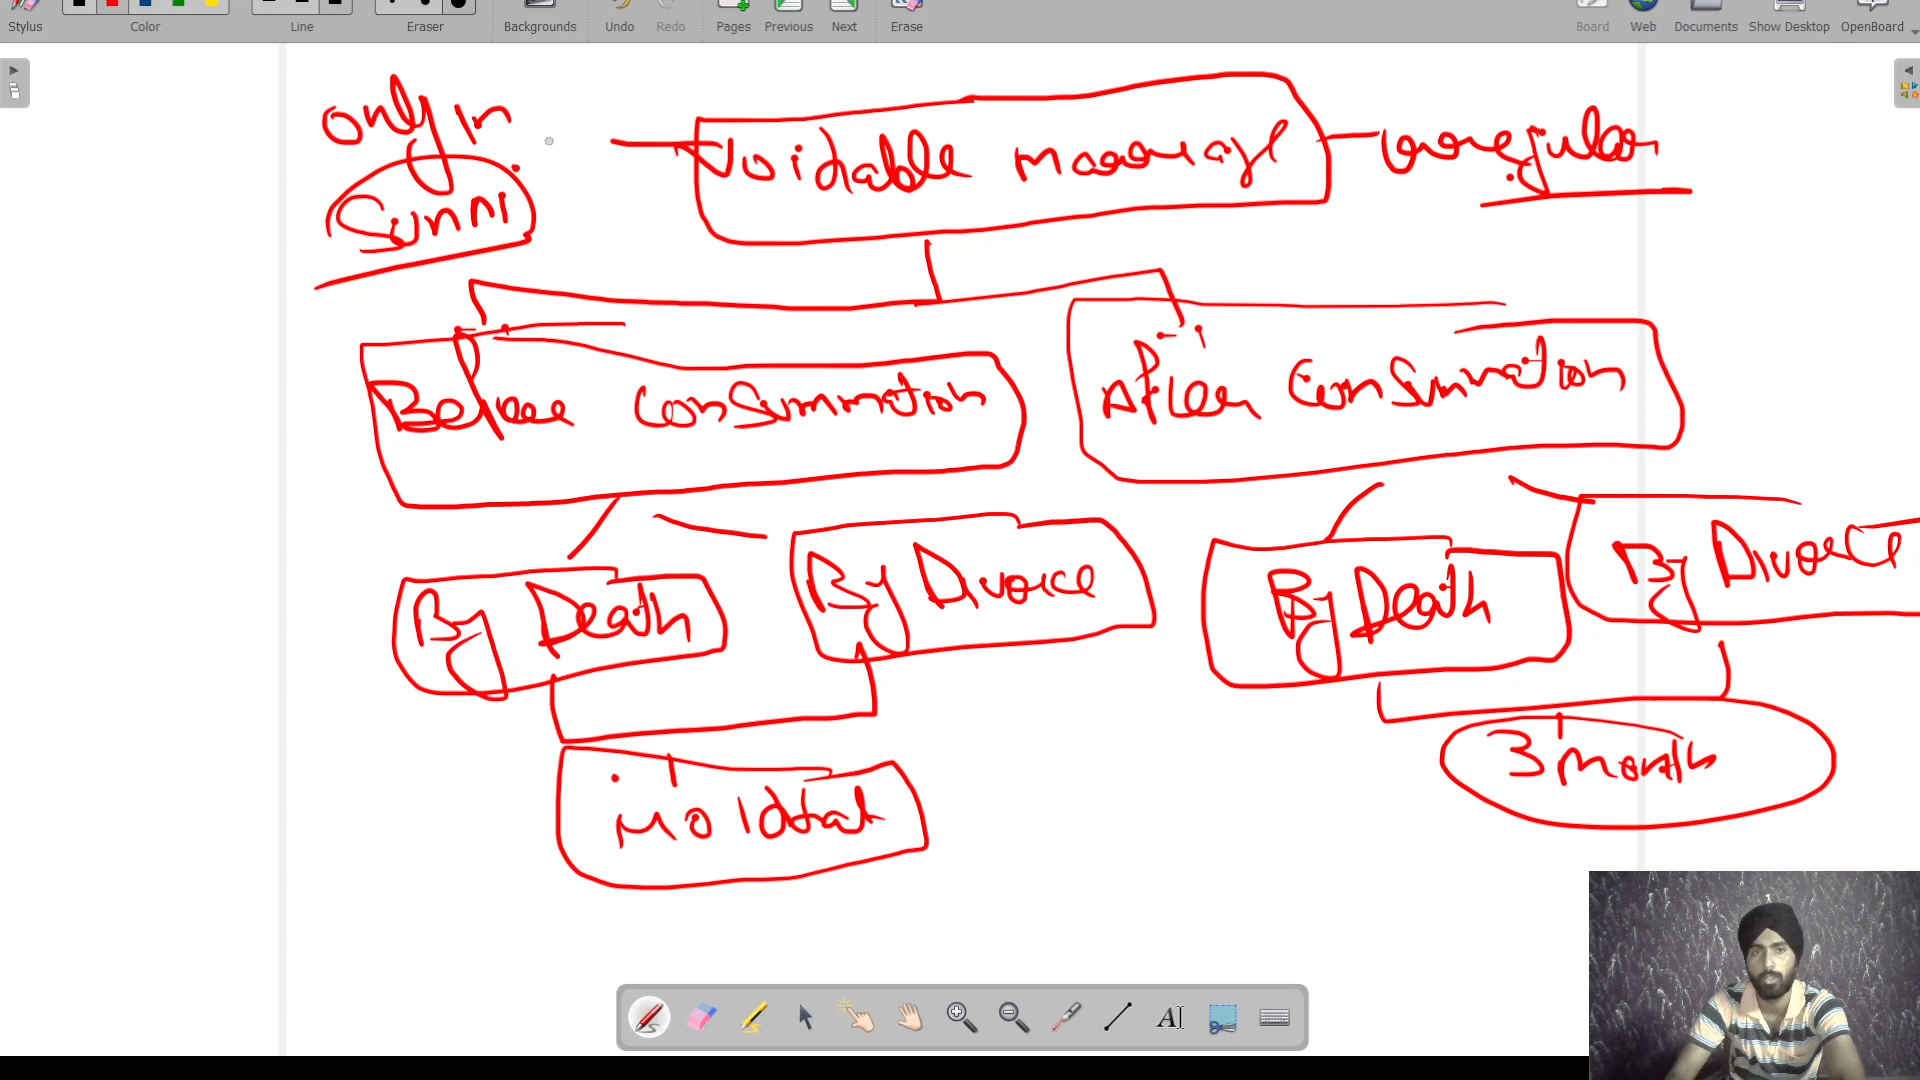 Stylus Color Line Eraser Backgrounds Undo Redo Pages Previous Next Erase Board Web Documents Show Desktop OpenBoard
Only in
Sunni
Voidable marriage
irregular
Before Consummation
After Consummation
By Death
By Divorce
By Death
By Divorce
No Iddat
3 month